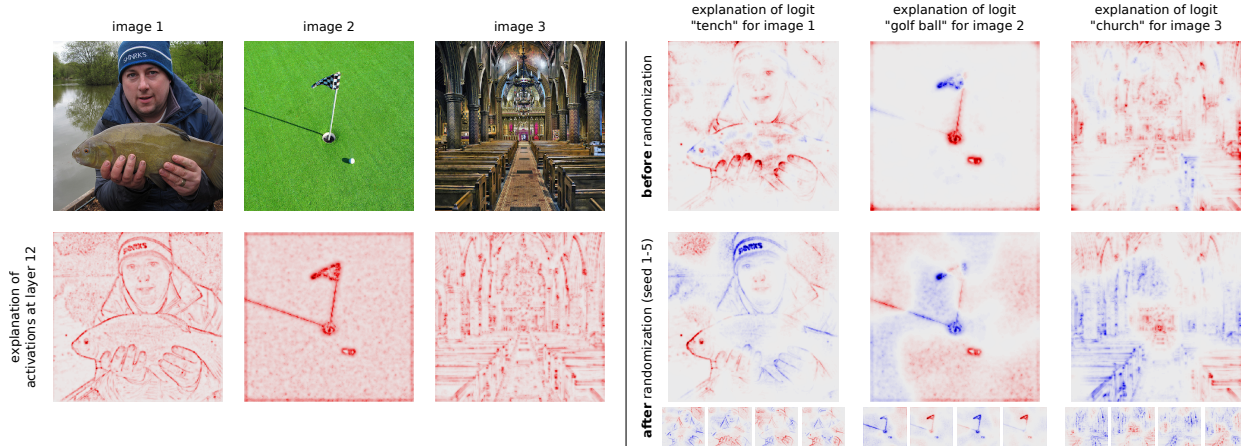 image 1
image 2
image 3
explanation of logit
"tench" for image 1
explanation of logit
"golf ball" for image 2
explanation of logit
"church" for image 3
before randomization
explanation of
activations at layer 12
after randomization (seed 1-5)